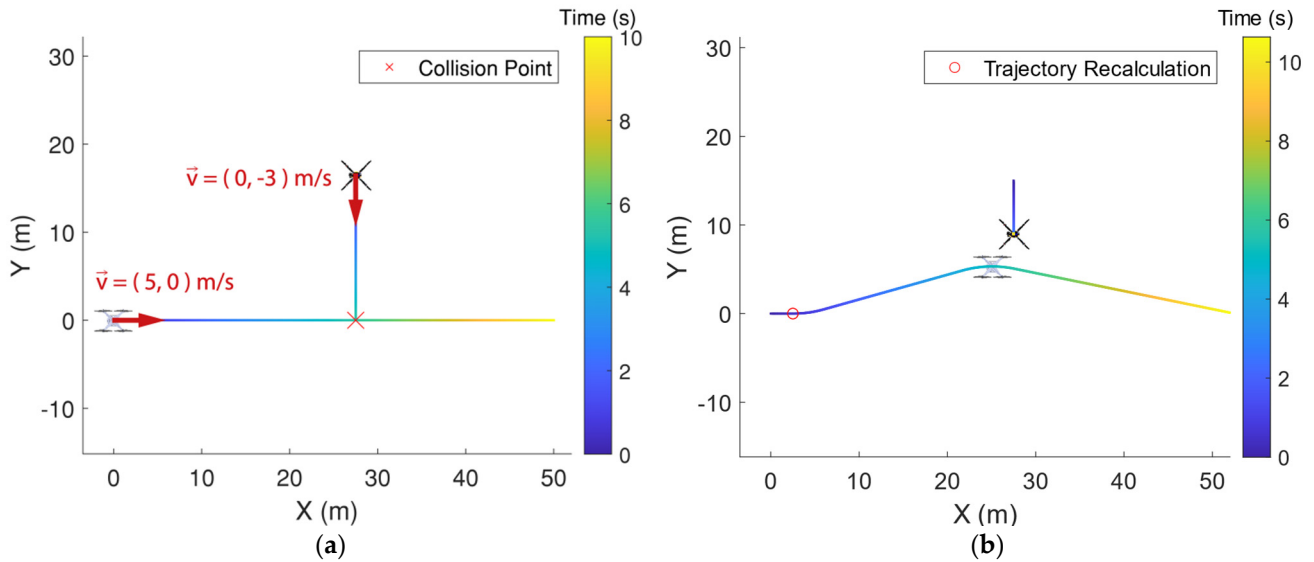 Time (s)
10
8
6
4
2
0
30
20
10
0
-10
Y (m)
× Collision Point
v⃗ = ( 0, -3 ) m/s
v⃗ = ( 5, 0 ) m/s
0 10 20 30 40 50
X (m)
(a)
Time (s)
10
8
6
4
2
0
30
20
10
0
-10
Y (m)
Trajectory Recalculation
0 10 20 30 40 50
X (m)
(b)